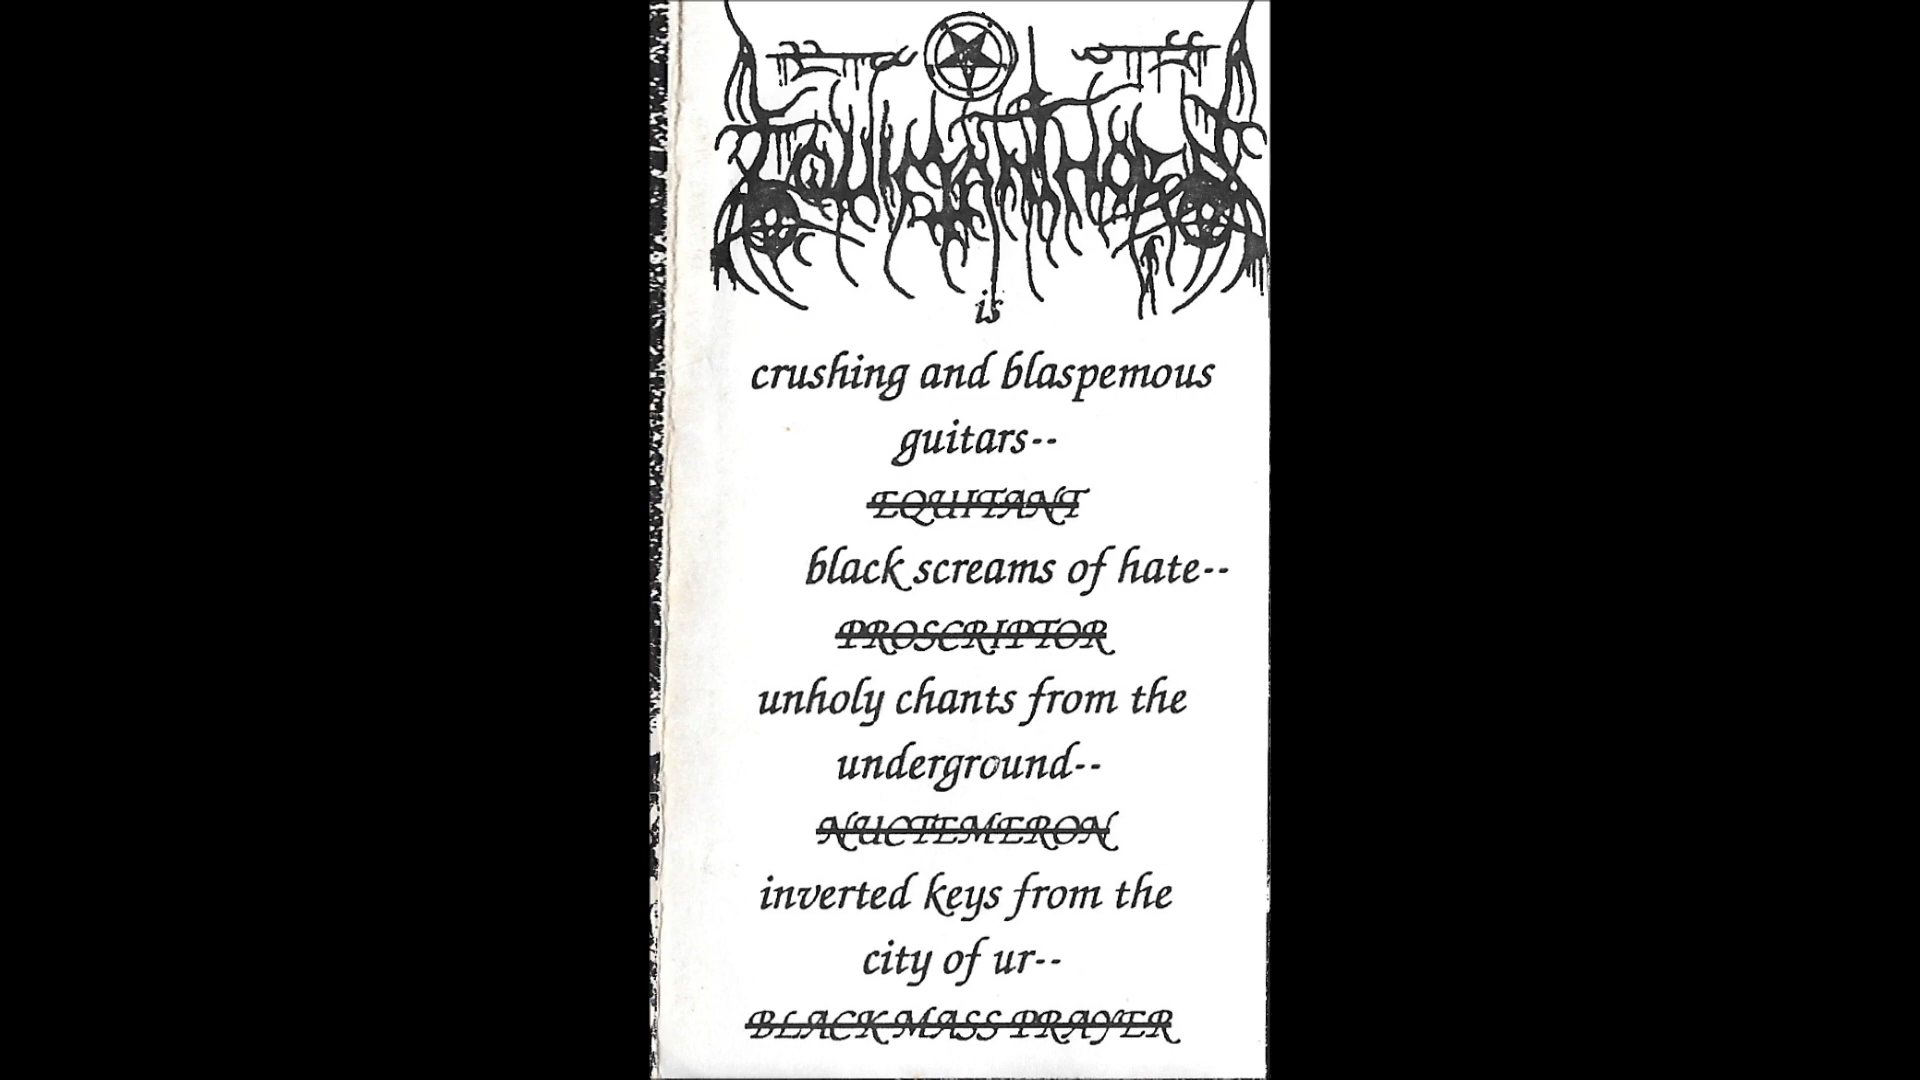 Equimanthorn
is
crushing and blaspemous
guitars--
EQUITANT
black screams of hate--
PROSCRIPTOR
unholy chants from the
underground--
NUCTEMERON
inverted keys from the
city of ur--
BLACK MASS PRAYER